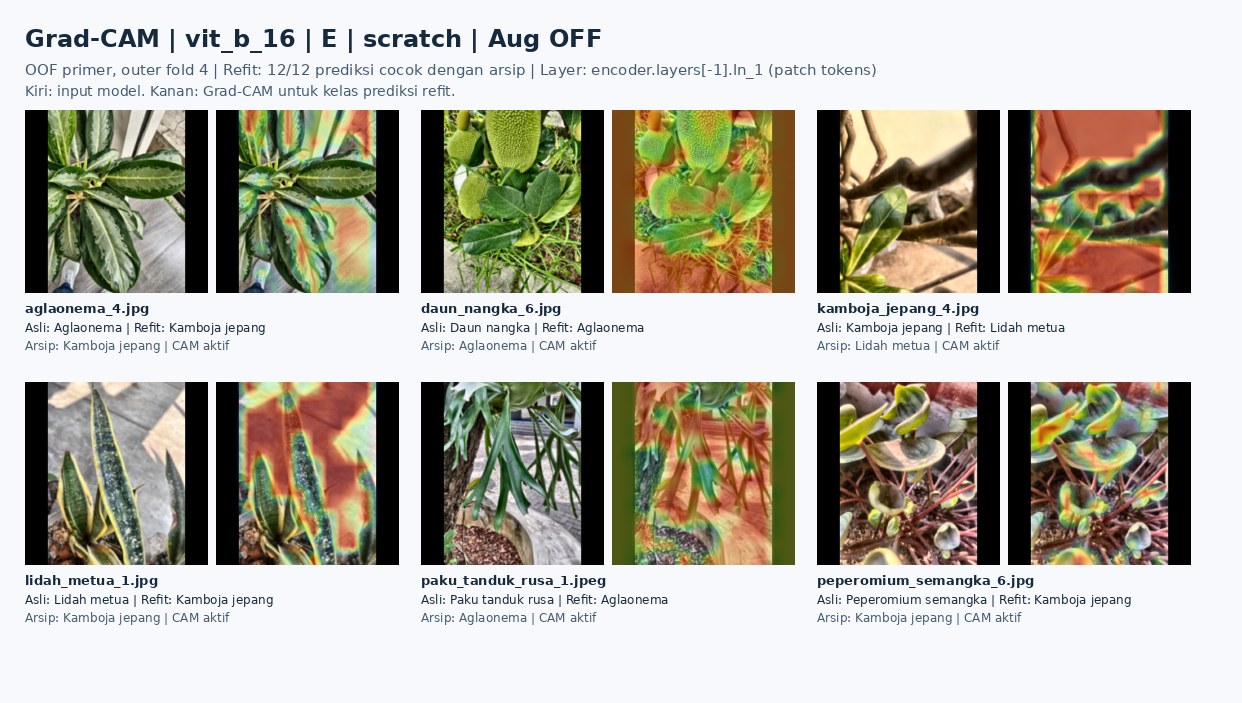 Grad-CAM | vit_b_16 | E | scratch | Aug OFF
OOF primer, outer fold 4 | Refit: 12/12 prediksi cocok dengan arsip | Layer: encoder.layers[-1].ln_1 (patch tokens)
Kiri: input model. Kanan: Grad-CAM untuk kelas prediksi refit.
aglaonema_4.jpg
Asli: Aglaonema | Refit: Kamboja jepang
Arsip: Kamboja jepang | CAM aktif
daun_nangka_6.jpg
Asli: Daun nangka | Refit: Aglaonema
Arsip: Aglaonema | CAM aktif
kamboja_jepang_4.jpg
Asli: Kamboja jepang | Refit: Lidah metua
Arsip: Lidah metua | CAM aktif
lidah_metua_1.jpg
Asli: Lidah metua | Refit: Kamboja jepang
Arsip: Kamboja jepang | CAM aktif
paku_tanduk_rusa_1.jpeg
Asli: Paku tanduk rusa | Refit: Aglaonema
Arsip: Aglaonema | CAM aktif
peperomium_semangka_6.jpg
Asli: Peperomium semangka | Refit: Kamboja jepang
Arsip: Kamboja jepang | CAM aktif